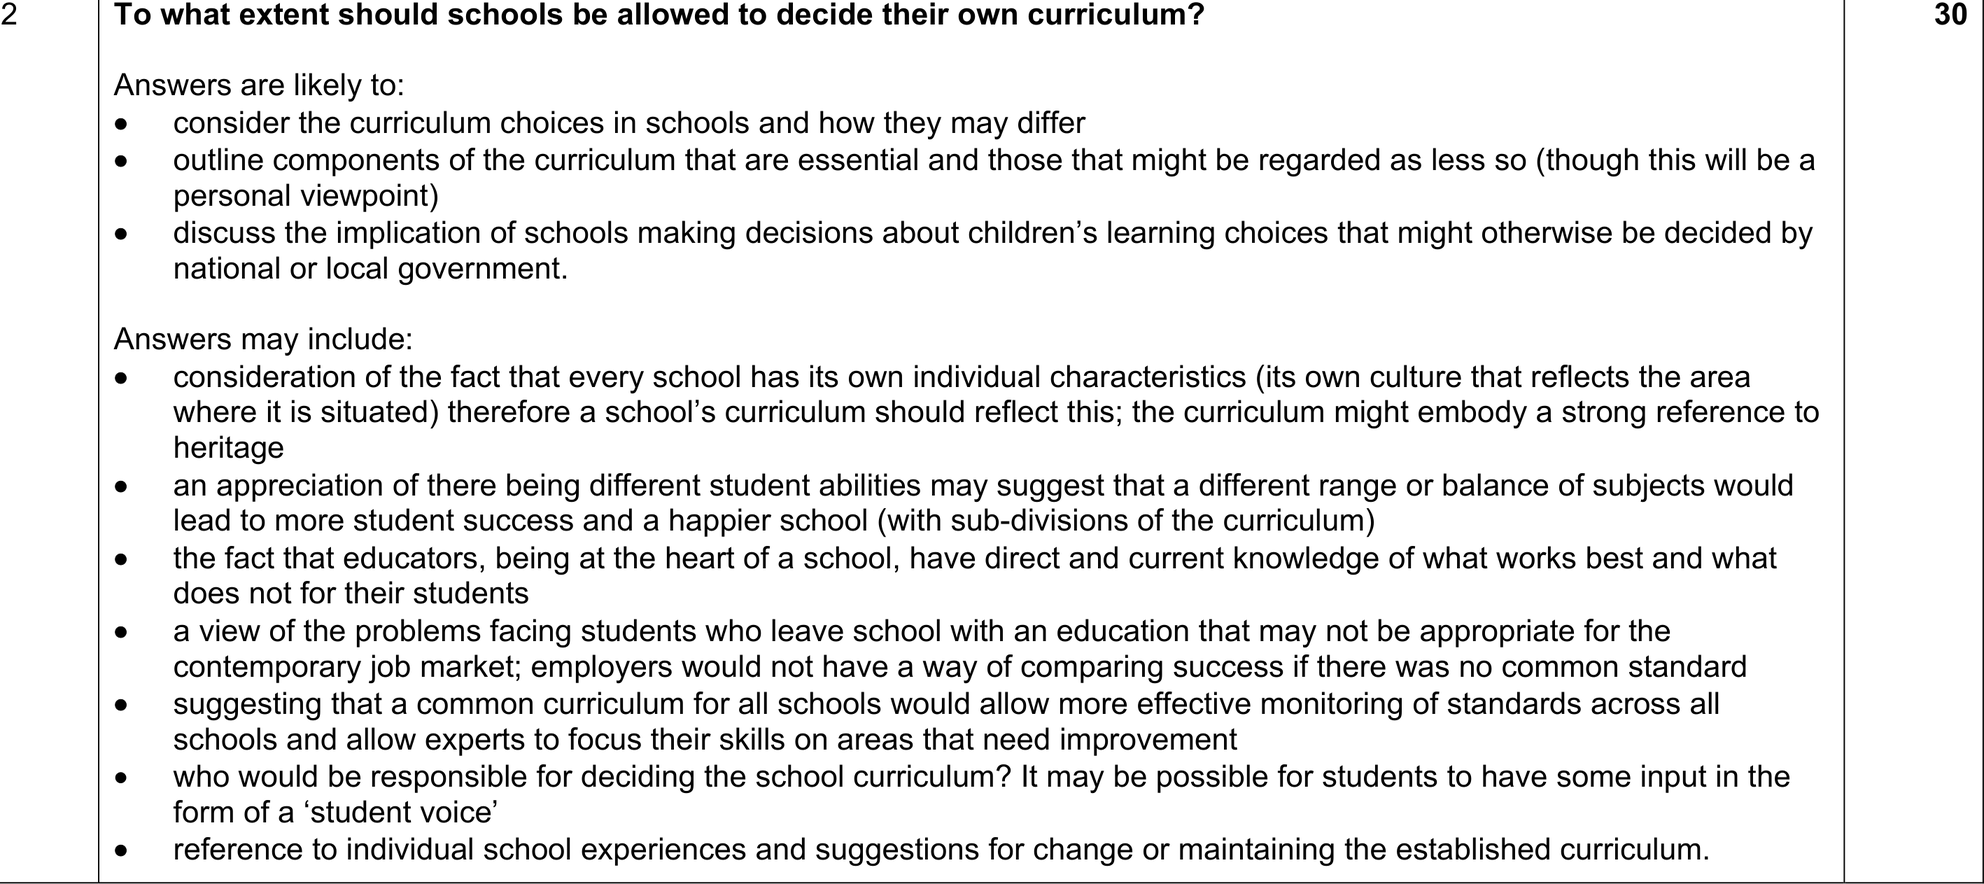 2 To what extent should schools be allowed to decide their own curriculum? 30
Answers are likely to:
• consider the curriculum choices in schools and how they may differ
• outline components of the curriculum that are essential and those that might be regarded as less so (though this will be a
personal viewpoint)
• discuss the implication of schools making decisions about children’s learning choices that might otherwise be decided by
national or local government.
Answers may include:
• consideration of the fact that every school has its own individual characteristics (its own culture that reflects the area
where it is situated) therefore a school’s curriculum should reflect this; the curriculum might embody a strong reference to
heritage
• an appreciation of there being different student abilities may suggest that a different range or balance of subjects would
lead to more student success and a happier school (with sub-divisions of the curriculum)
• the fact that educators, being at the heart of a school, have direct and current knowledge of what works best and what
does not for their students
• a view of the problems facing students who leave school with an education that may not be appropriate for the
contemporary job market; employers would not have a way of comparing success if there was no common standard
• suggesting that a common curriculum for all schools would allow more effective monitoring of standards across all
schools and allow experts to focus their skills on areas that need improvement
• who would be responsible for deciding the school curriculum? It may be possible for students to have some input in the
form of a ‘student voice’
• reference to individual school experiences and suggestions for change or maintaining the established curriculum.